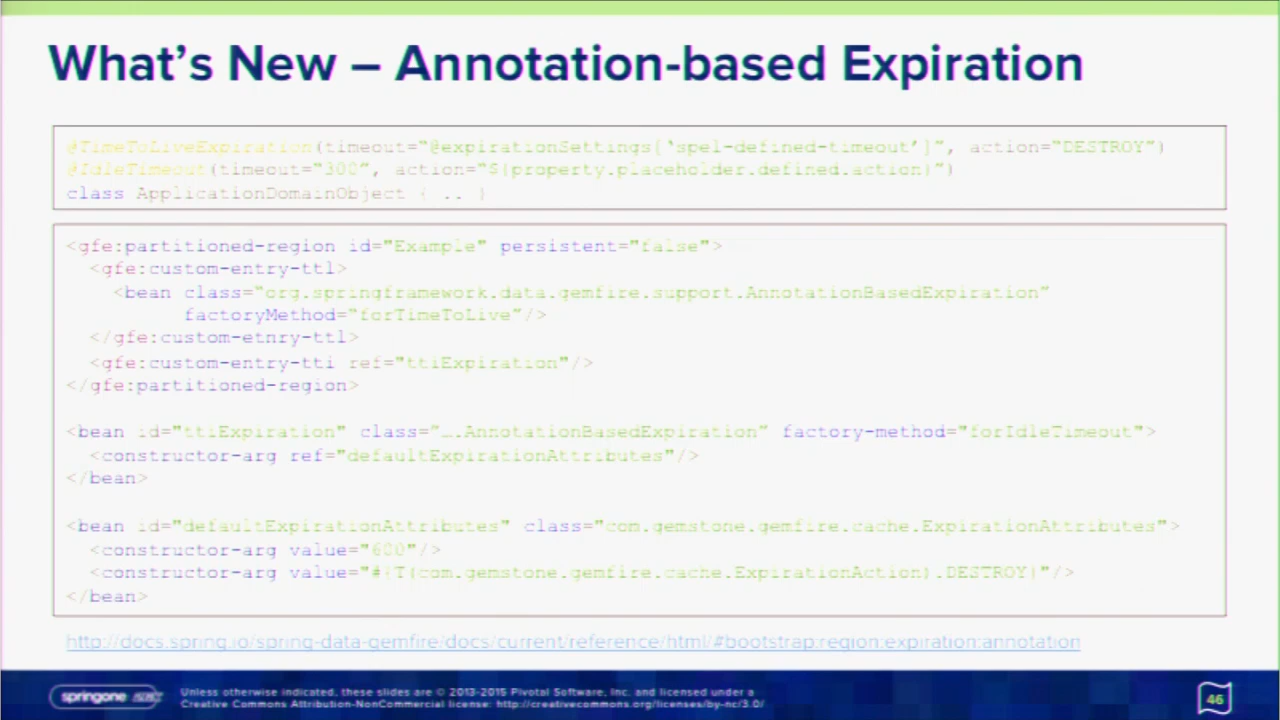 What's New – Annotation-based Expiration
@TimeToLiveExpiration(timeout="@expirationSettings['spel-defined-timeout']", action="DESTROY")
@IdleTimeout(timeout="300", action="${property.placeholder.defined.action}")
class ApplicationDomainObject { .. }
<gfe:partitioned-region id="Example" persistent="false">
  <gfe:custom-entry-ttl>
    <bean class="org.springframework.data.gemfire.support.AnnotationBasedExpiration"
          factoryMethod="forTimeToLive"/>
  </gfe:custom-etnry-ttl>
  <gfe:custom-entry-tti ref="ttiExpiration"/>
</gfe:partitioned-region>
<bean id="ttiExpiration" class="….AnnotationBasedExpiration" factory-method="forIdleTimeout">
  <constructor-arg ref="defaultExpirationAttributes"/>
</bean>
<bean id="defaultExpirationAttributes" class="com.gemstone.gemfire.cache.ExpirationAttributes">
  <constructor-arg value="600"/>
  <constructor-arg value="#{T(com.gemstone.gemfire.cache.ExpirationAction).DESTROY}"/>
</bean>
http://docs.spring.io/spring-data-gemfire/docs/current/reference/html/#bootstrap:region:expiration:annotation
springone
Unless otherwise indicated, these slides are © 2013-2015 Pivotal Software, Inc. and licensed under a
Creative Commons Attribution-NonCommercial license: http://creativecommons.org/licenses/by-nc/3.0/
46